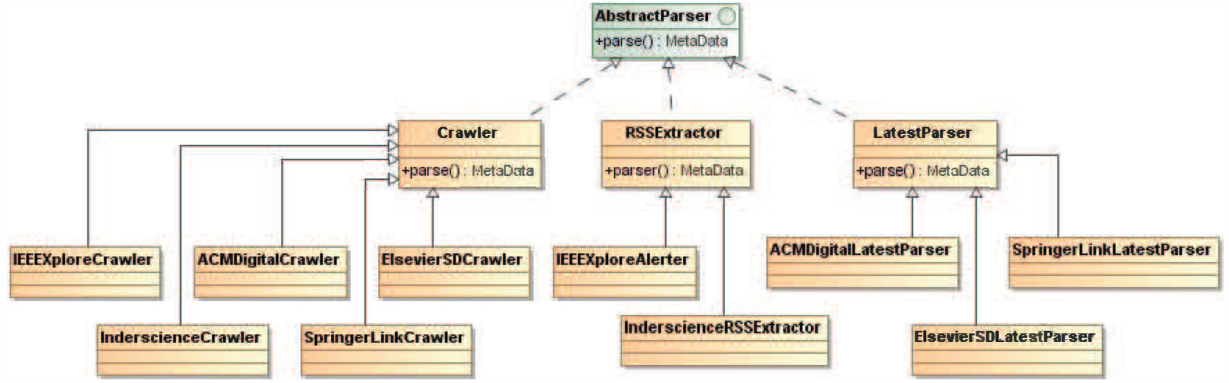 AbstractParser
+parse() : MetaData
Crawler
+parse() : MetaData
RSSExtractor
+parser() : MetaData
LatestParser
+parse() : MetaData
IEEEXploreCrawler
ACMDigitalCrawler
ElsevierSDCrawler
IEEEXploreAlerter
ACMDigitalLatestParser
SpringerLinkLatestParser
InderscienceCrawler
SpringerLinkCrawler
InderscienceRSSExtractor
ElsevierSDLatestParser